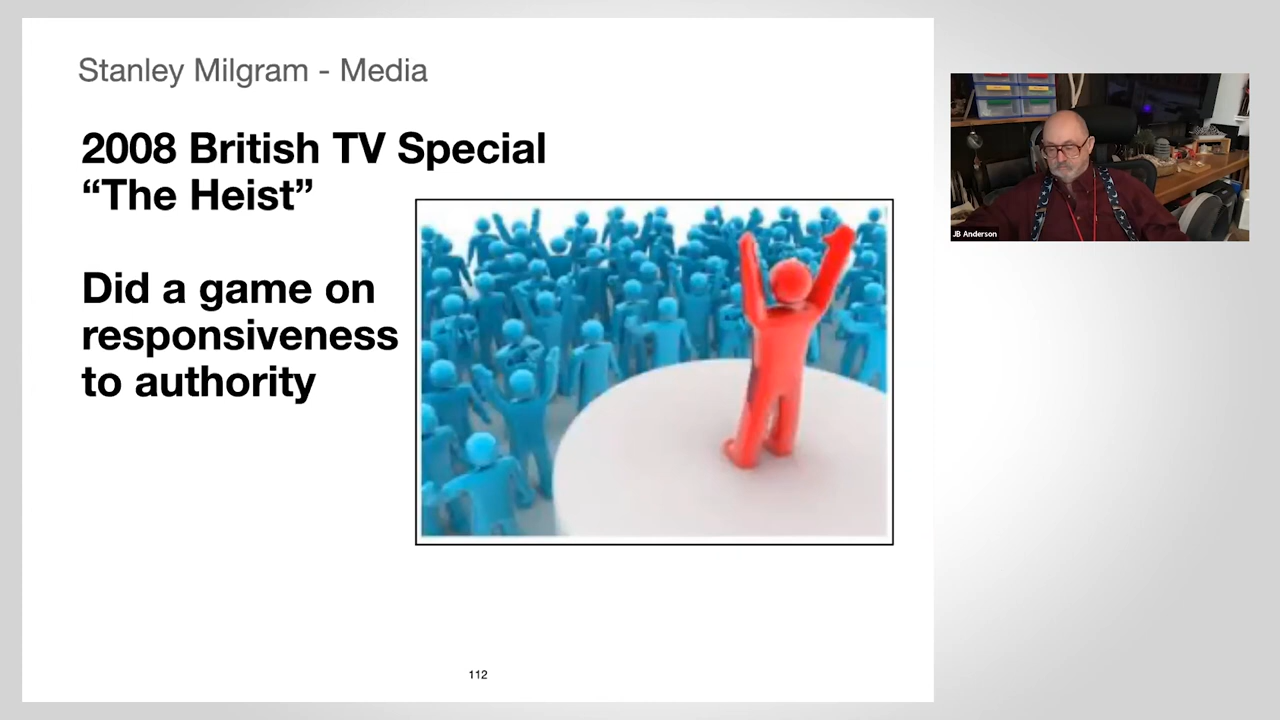 Stanley Milgram - Media
2008 British TV Special
“The Heist”
Did a game on
responsiveness
to authority
112
JB Anderson